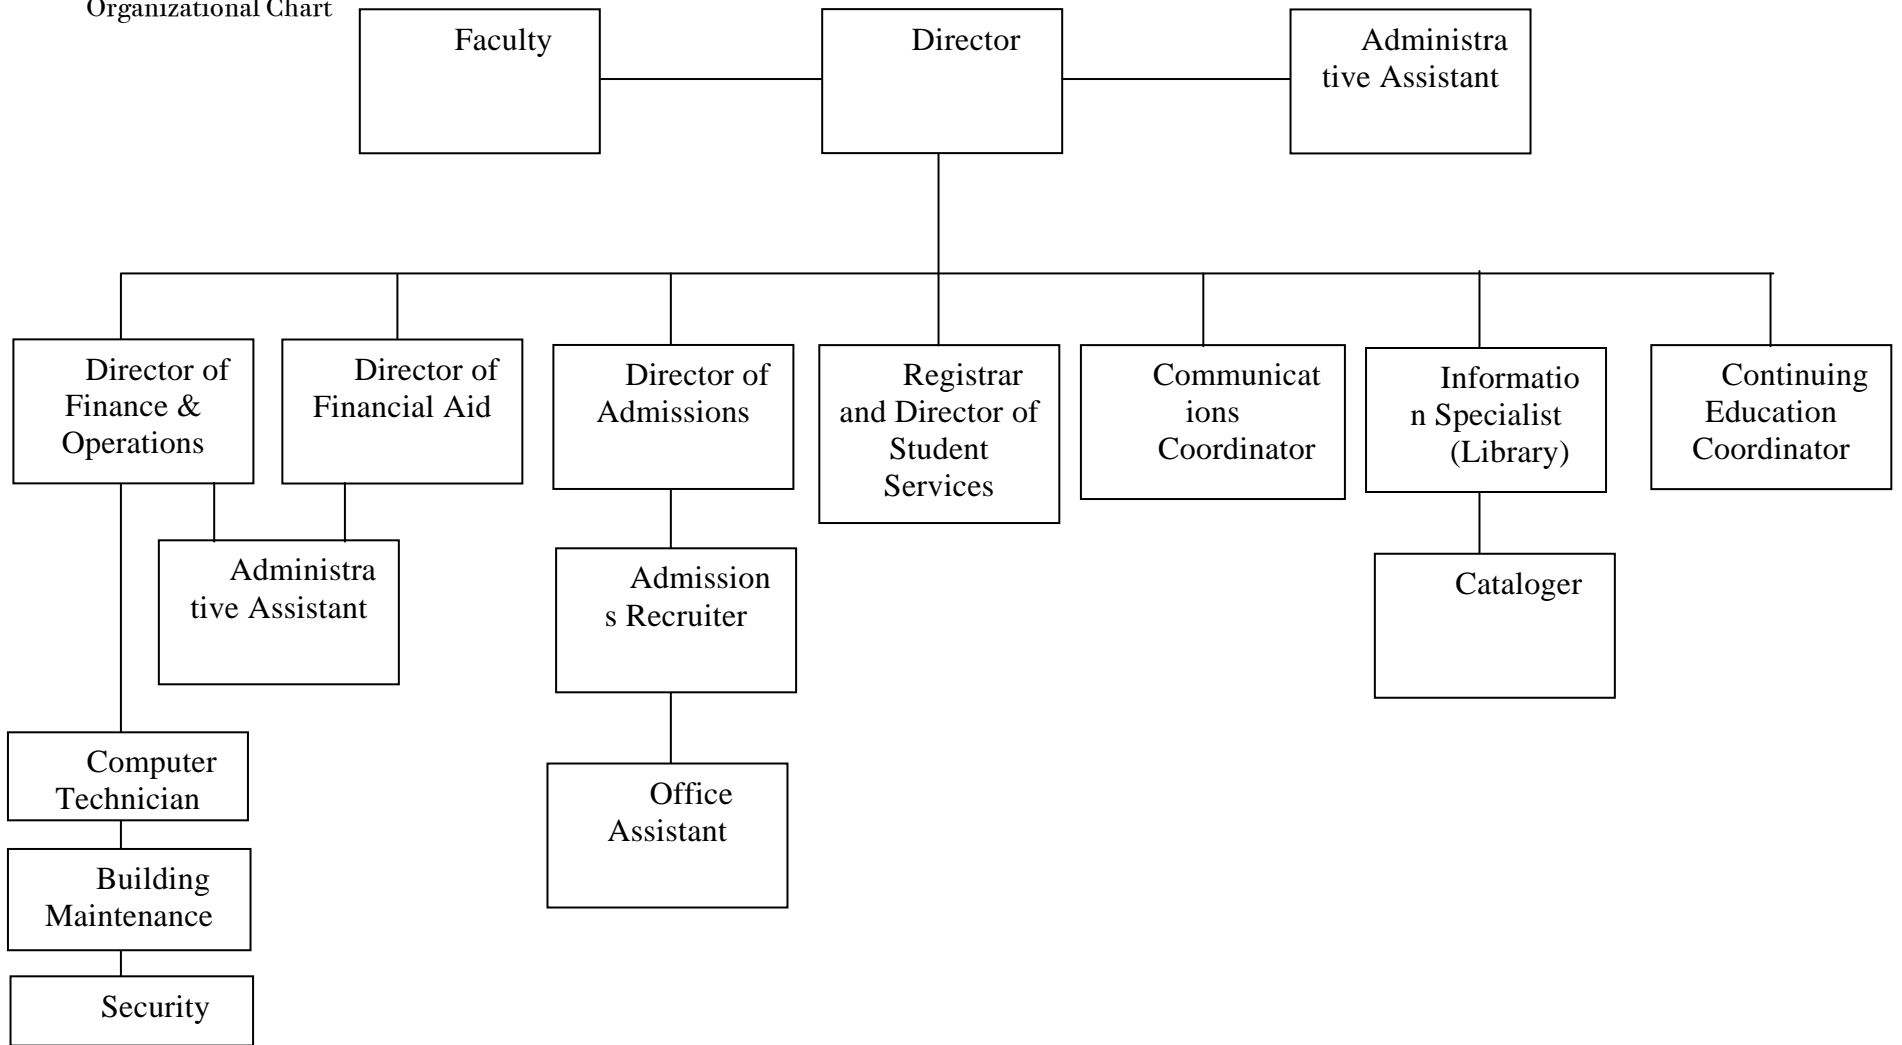 Organizational Chart
Faculty
Director
Administra
tive Assistant
Director of
Finance &
Operations
Director of
Financial Aid
Director of
Admissions
Registrar
and Director of
Student
Services
Communicat
ions
Coordinator
Informatio
n Specialist
(Library)
Continuing
Education
Coordinator
Administra
tive Assistant
Admission
s Recruiter
Cataloger
Computer
Technician
Office
Assistant
Building
Maintenance
Security